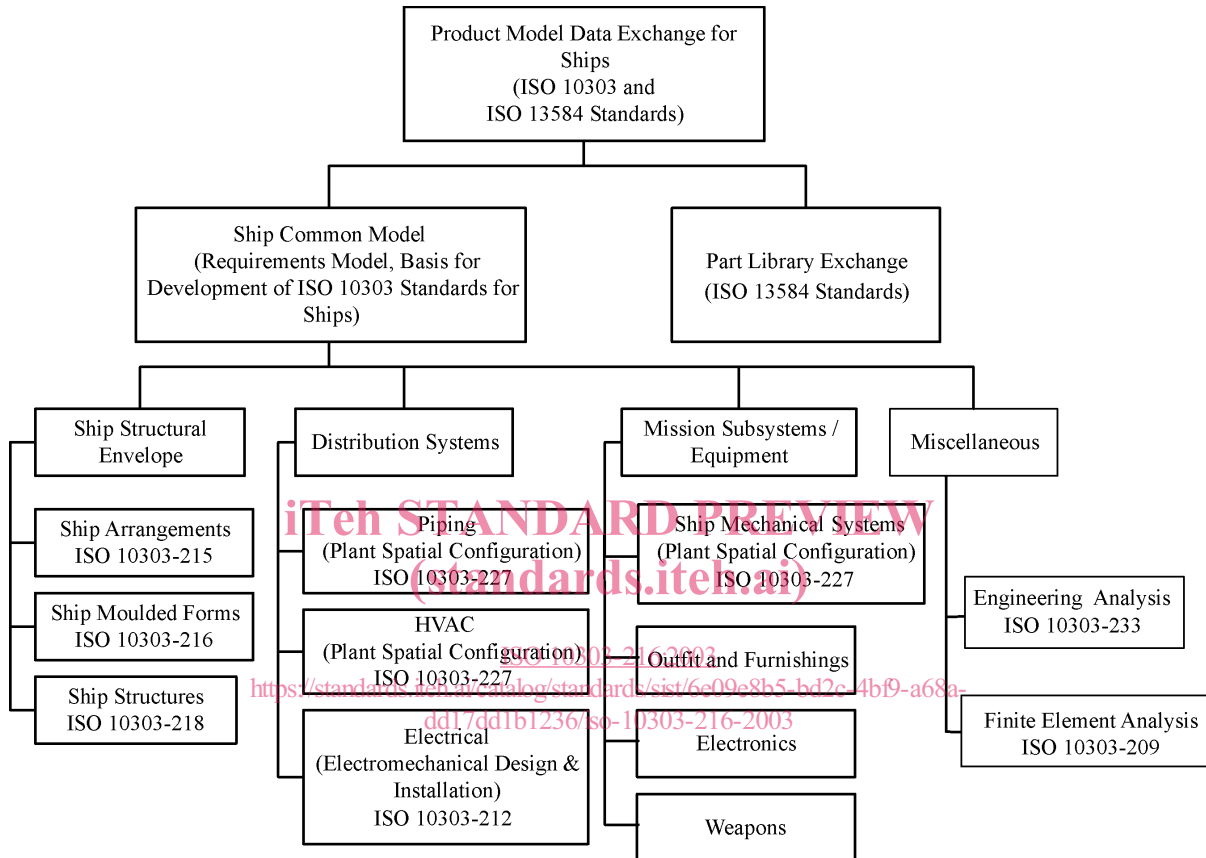 Product Model Data Exchange for
Ships
(ISO 10303 and
ISO 13584 Standards)
Ship Common Model
(Requirements Model, Basis for
Development of ISO 10303 Standards for
Ships)
Part Library Exchange
(ISO 13584 Standards)
Ship Structural
Envelope
Distribution Systems
Mission Subsystems /
Equipment
Miscellaneous
Ship Arrangements
ISO 10303-215
Ship Moulded Forms
ISO 10303-216
Ship Structures
ISO 10303-218
Piping
(Plant Spatial Configuration)
ISO 10303-227
HVAC
(Plant Spatial Configuration)
ISO 10303-227
Electrical
(Electromechanical Design &
Installation)
ISO 10303-212
Ship Mechanical Systems
(Plant Spatial Configuration)
ISO 10303-227
Outfit and Furnishings
Electronics
Weapons
Engineering Analysis
ISO 10303-233
Finite Element Analysis
ISO 10303-209
iTeh STANDARD PREVIEW
(standards.iteh.ai)
ISO 10303-216:2003
https://standards.iteh.ai/catalog/standards/sist/6e09e8b5-bd2c-4bf9-a68a-
dd17dd1b1236/iso-10303-216-2003